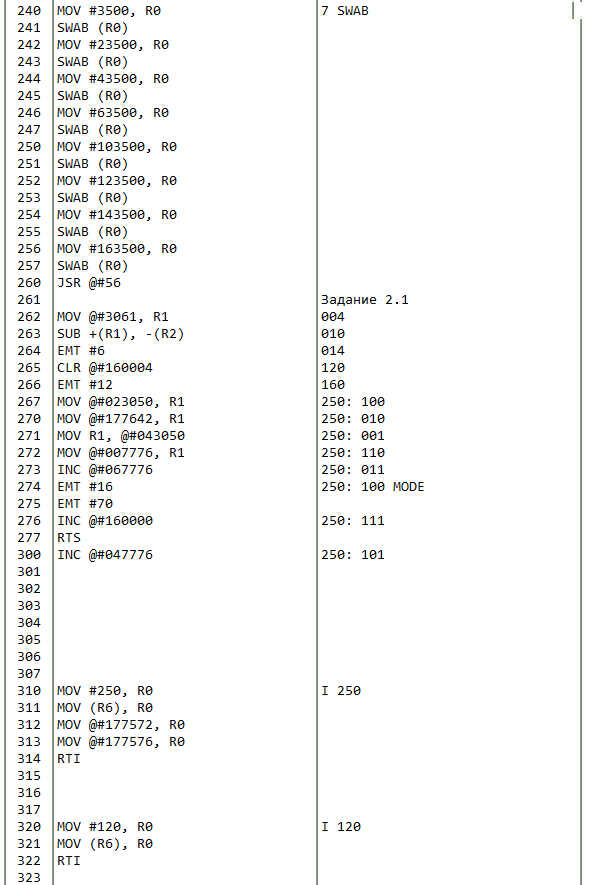 240 MOV #3500, R0 7 SWAB
241 SWAB (R0)
242 MOV #23500, R0
243 SWAB (R0)
244 MOV #43500, R0
245 SWAB (R0)
246 MOV #63500, R0
247 SWAB (R0)
250 MOV #103500, R0
251 SWAB (R0)
252 MOV #123500, R0
253 SWAB (R0)
254 MOV #143500, R0
255 SWAB (R0)
256 MOV #163500, R0
257 SWAB (R0)
260 JSR @#56
261 Задание 2.1
262 MOV @#3061, R1 004
263 SUB +(R1), -(R2) 010
264 EMT #6 014
265 CLR @#160004 120
266 EMT #12 160
267 MOV @#023050, R1 250: 100
270 MOV @#177642, R1 250: 010
271 MOV R1, @#043050 250: 001
272 MOV @#007776, R1 250: 110
273 INC @#067776 250: 011
274 EMT #16 250: 100 MODE
275 EMT #70
276 INC @#160000 250: 111
277 RTS
300 INC @#047776 250: 101
301
302
303
304
305
306
307
310 MOV #250, R0 I 250
311 MOV (R6), R0
312 MOV @#177572, R0
313 MOV @#177576, R0
314 RTI
315
316
317
320 MOV #120, R0 I 120
321 MOV (R6), R0
322 RTI
323